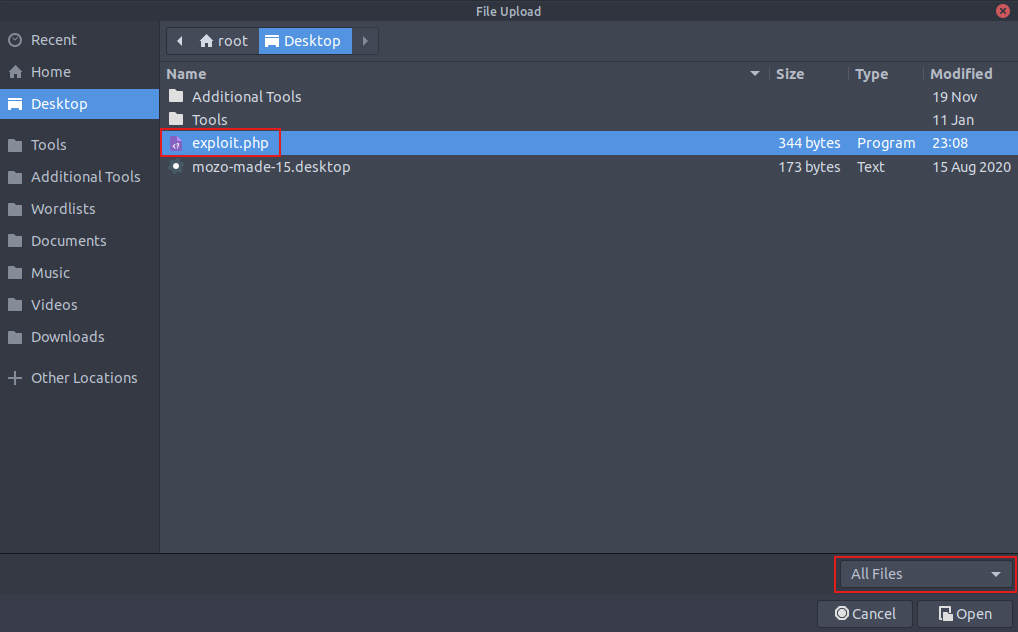 File Upload
Recent
Home
Desktop
Tools
Additional Tools
Wordlists
Documents
Music
Videos
Downloads
Other Locations
root Desktop
Name Size Type Modified
Additional Tools 19 Nov
Tools 11 Jan
exploit.php 344 bytes Program 23:08
mozo-made-15.desktop 173 bytes Text 15 Aug 2020
All Files
Cancel Open